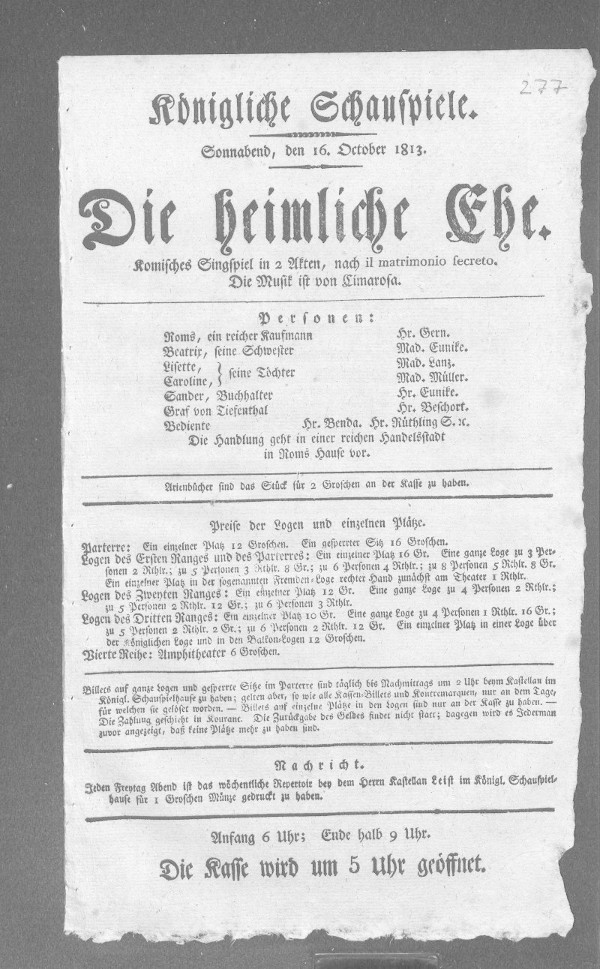 277
Königliche Schauspiele.
Sonnabend, den 16. October 1813.
Die heimliche Ehe.
Komisches Singspiel in 2 Akten, nach il matrimonio secreto.
Die Musik ist von Cimarosa.
Personen:
Roms, ein reicher Kaufmann Hr. Gern.
Beatrix, seine Schwester Mad. Eunike.
Lisette, } seine Töchter Mad. Lanz.
Caroline, Mad. Müller.
Sander, Buchhalter Hr. Eunike.
Graf von Tiefenthal Hr. Beschort.
Bediente Hr. Benda. Hr. Rüthling S. ꝛc.
Die Handlung geht in einer reichen Handelsstadt
in Roms Hause vor.
Arienbücher sind das Stück für 2 Groschen an der Kasse zu haben.
Preise der Logen und einzelnen Plätze.
Parterre: Ein einzelner Platz 12 Groschen. Ein gesperrter Sitz 16 Groschen.
Logen des Ersten Ranges und des Parterres: Ein einzelner Platz 16 Gr. Eine ganze Loge zu 3 Per-
sonen 2 Rthlr.; zu 5 Personen 3 Rthlr. 8 Gr.; zu 6 Personen 4 Rthlr.; zu 8 Personen 5 Rthlr. 8 Gr.
Ein einzelner Platz in der sogenannten Fremden-Loge rechter Hand zunächst am Theater 1 Rthlr.
Logen des Zweyten Ranges: Ein einzelner Platz 12 Gr. Eine ganze Loge zu 4 Personen 2 Rthlr.;
zu 5 Personen 2 Rthlr. 12 Gr.; zu 6 Personen 3 Rthlr.
Logen des Dritten Ranges: Ein einzelner Platz 10 Gr. Eine ganze Loge zu 4 Personen 1 Rthlr. 16 Gr.;
zu 5 Personen 2 Rthlr. 2 Gr.; zu 6 Personen 2 Rthlr. 12 Gr. Ein einzelner Platz in einer Loge über
der Königlichen Loge und in den Balkon-Logen 12 Groschen.
Vierte Reihe: Amphitheater 6 Groschen.
Billets auf ganze Logen und gesperrte Sitze im Parterre sind täglich bis Nachmittags um 2 Uhr beym Kastellan im
Königl. Schauspielhause zu haben; gelten aber, so wie alle Kassen-Billets und Kontremarquen, nur an dem Tage,
für welchen sie gelöset worden. — Billets auf einzelne Plätze in den Logen sind nur an der Kasse zu haben. —
Die Zahlung geschieht in Kourant. Die Zurückgabe des Geldes findet nicht statt; dagegen wird es Jederman
zuvor angezeigt, daß keine Plätze mehr zu haben sind.
Nachricht.
Jeden Freytag Abend ist das wöchentliche Repertoir bey dem Herrn Kastellan Leist im Königl. Schauspiel-
hause für 1 Groschen Münze gedruckt zu haben.
Anfang 6 Uhr; Ende halb 9 Uhr.
Die Kasse wird um 5 Uhr geöffnet.